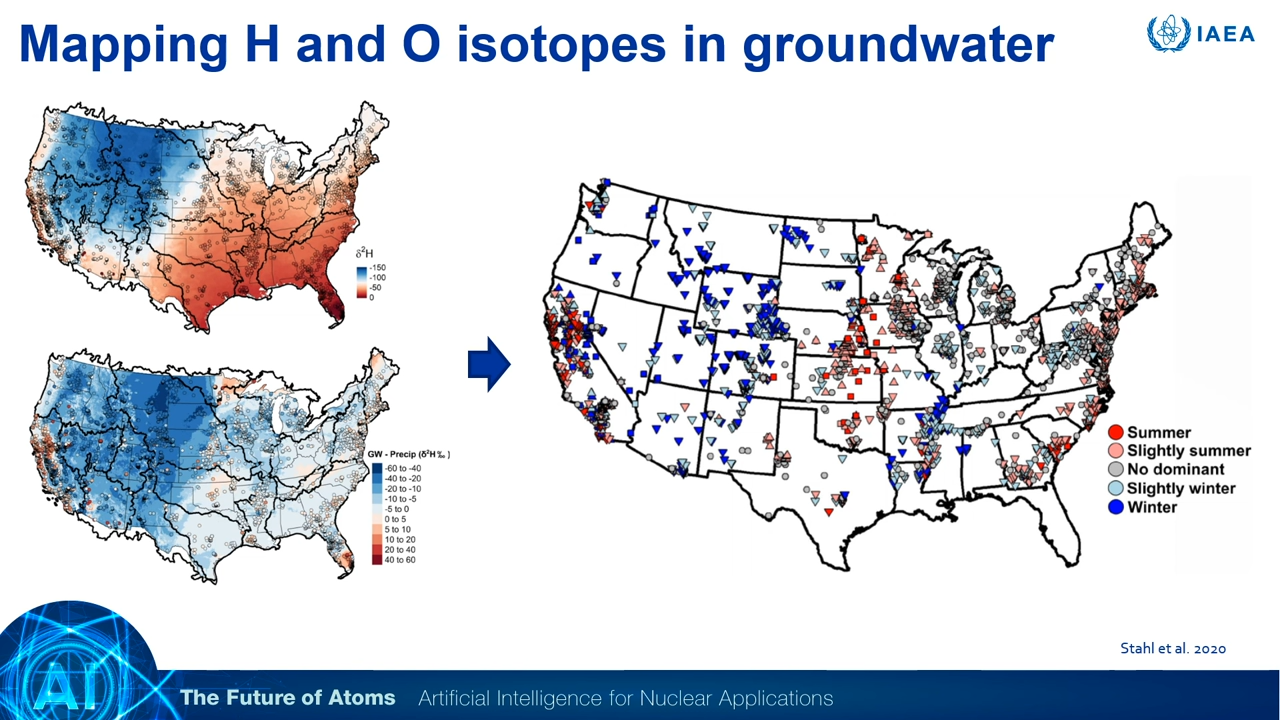 Mapping H and O isotopes in groundwater
IAEA
δ²H
-150
-100
-50
0
GW - Precip (δ²H ‰ )
-60 to -40
-40 to -20
-20 to -10
-10 to -5
-5 to 0
0 to 5
5 to 10
10 to 20
20 to 40
40 to 60
Summer
Slightly summer
No dominant
Slightly winter
Winter
Stahl et al. 2020
AI
The Future of Atoms Artificial Intelligence for Nuclear Applications